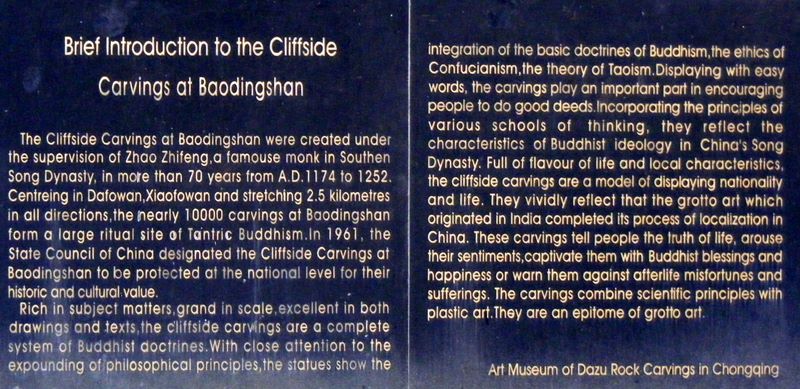 Brief Introduction to the Cliffside
Carvings at Baodingshan
The Cliffside Carvings at Baodingshan were created under
the supervision of Zhao Zhifeng,a famouse monk in Southen
Song Dynasty, in more than 70 years from A.D.1174 to 1252.
Centreing in Dafowan,Xiaofowan and stretching 2.5 kilometres
in all directions,the nearly 10000 carvings at Baodingshan
form a large ritual site of Tantric Buddhism.In 1961, the
State Council of China designated the Cliffside Carvings at
Baodingshan to be protected at the national level for their
historic and cultural value.
Rich in subject matters,grand in scale,excellent in both
drawings and texts,the cliffside carvings are a complete
system of Buddhist doctrines.With close attention to the
expounding of philosophical principles,the statues show the
integration of the basic doctrines of Buddhism,the ethics of
Confucianism,the theory of Taoism.Displaying with easy
words, the carvings play an important part in encouraging
people to do good deeds.Incorporating the principles of
various schools of thinking, they reflect the
characteristics of Buddhist ideology in China's Song
Dynasty. Full of flavour of life and local characteristics,
the cliffside carvings are a model of displaying nationality
and life. They vividly reflect that the grotto art which
originated in India completed its process of localization in
China. These carvings tell people the truth of life, arouse
their sentiments,captivate them with Buddhist blessings and
happiness or warn them against afterlife misfortunes and
sufferings. The carvings combine scientific principles with
plastic art.They are an epitome of grotto art.
Art Museum of Dazu Rock Carvings in Chongqing